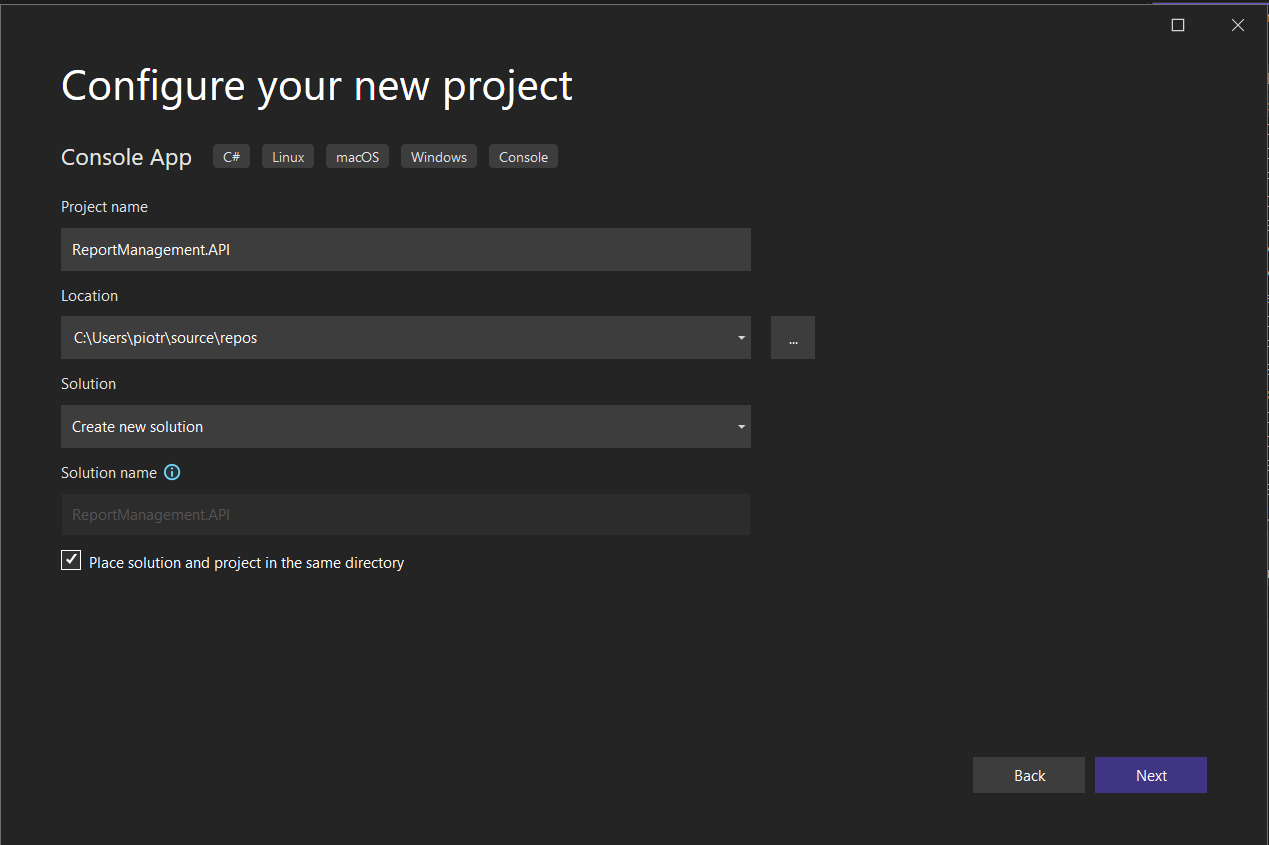 Configure your new project
Console App C# Linux macOS Windows Console
Project name
ReportManagement.API
Location
C:\Users\piotr\source\repos
...
Solution
Create new solution
Solution name
ReportManagement.API
Place solution and project in the same directory
Back Next